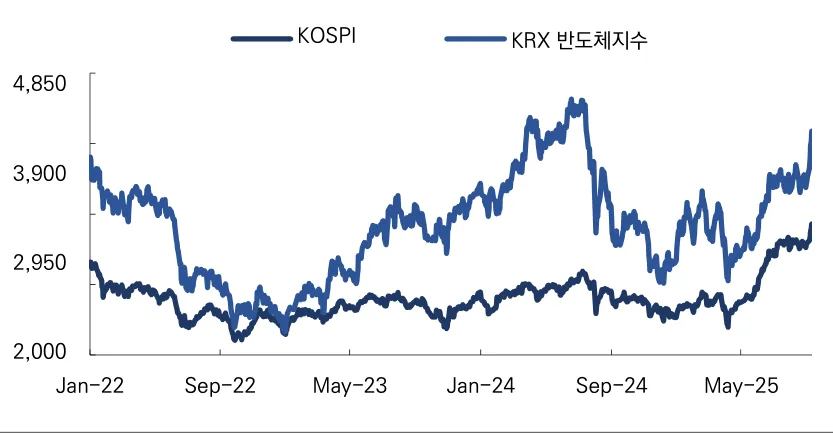 KOSPI
KRX 반도체지수
4,850
3,900
2,950
2,000
Jan-22
Sep-22
May-23
Jan-24
Sep-24
May-25